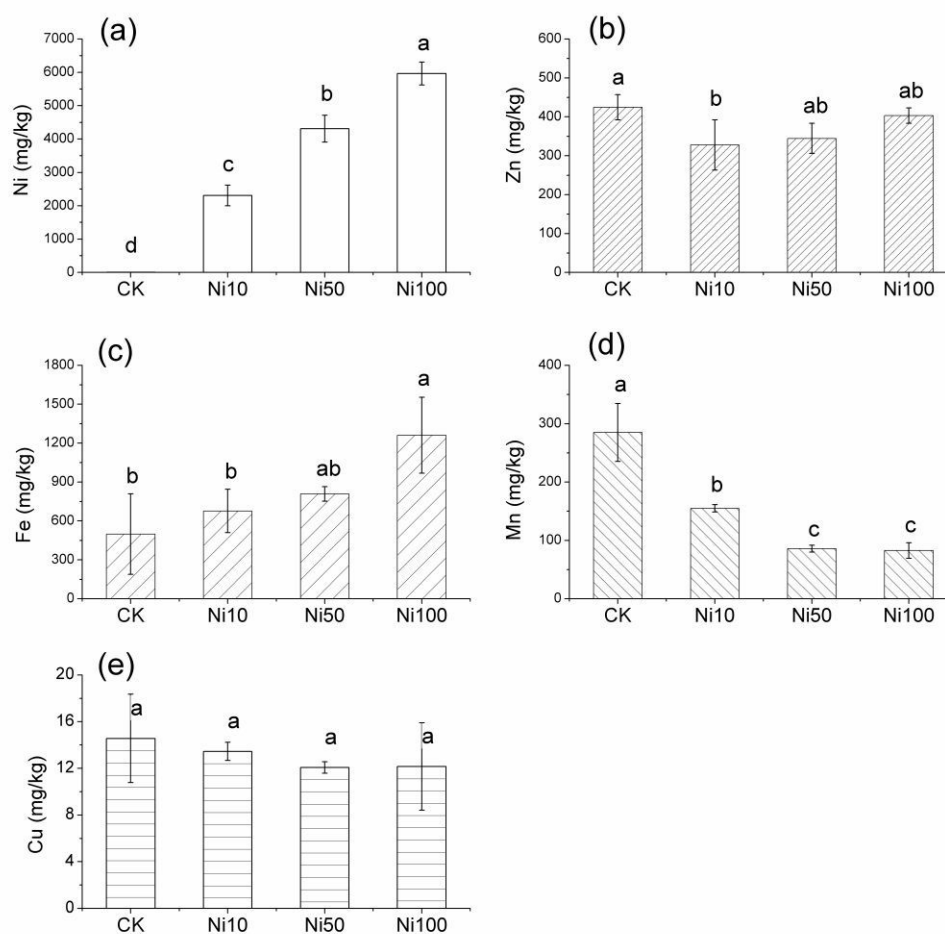 (a)
Ni (mg/kg)
7000
6000
5000
4000
3000
2000
1000
0
d
c
b
a
CK Ni10 Ni50 Ni100
(b)
Zn (mg/kg)
600
500
400
300
200
100
0
a
b
ab
ab
CK Ni10 Ni50 Ni100
(c)
Fe (mg/kg)
1800
1500
1200
900
600
300
0
b
b
ab
a
CK Ni10 Ni50 Ni100
(d)
Mn (mg/kg)
400
300
200
100
0
a
b
c
c
CK Ni10 Ni50 Ni100
(e)
Cu (mg/kg)
20
16
12
8
4
0
a
a
a
a
CK Ni10 Ni50 Ni100